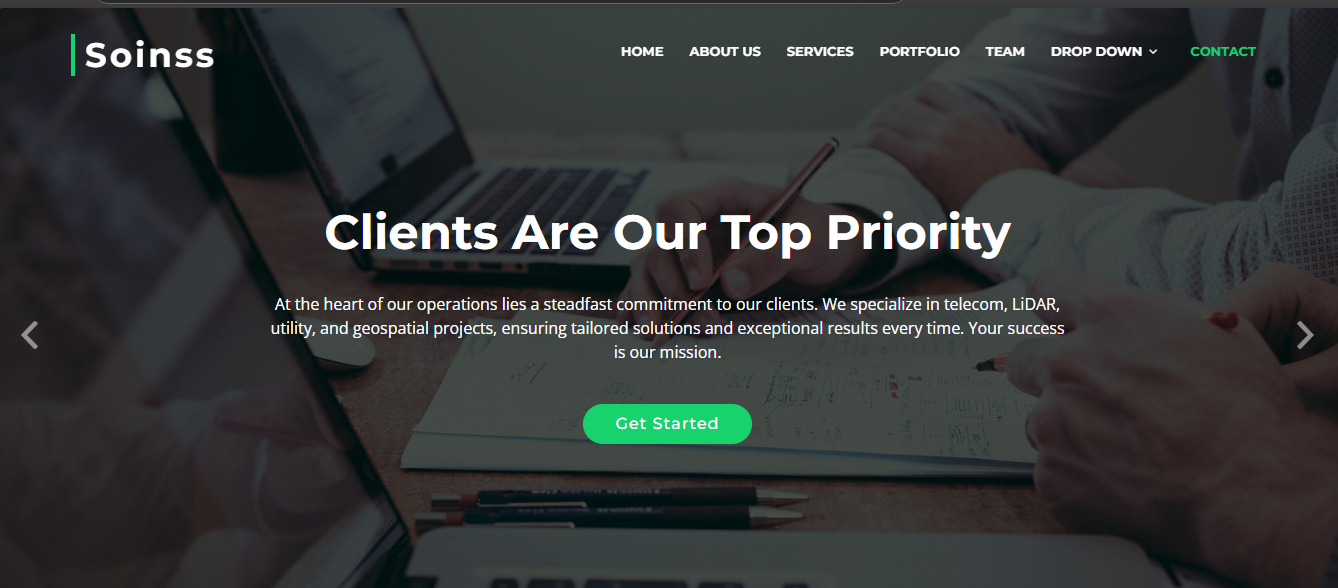 Soinss
HOME ABOUT US SERVICES PORTFOLIO TEAM DROP DOWN CONTACT
Clients Are Our Top Priority
At the heart of our operations lies a steadfast commitment to our clients. We specialize in telecom, LiDAR,
utility, and geospatial projects, ensuring tailored solutions and exceptional results every time. Your success
is our mission.
Get Started